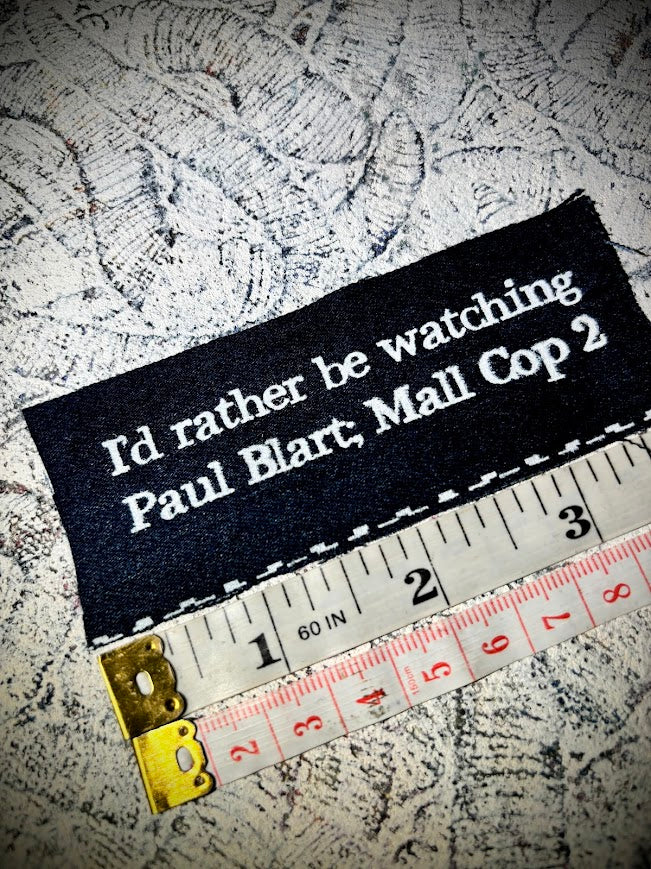 I'd rather be watching
Paul Blart; Mall Cop 2
1 60 IN 2 3
2 3 4 5 6 7 8